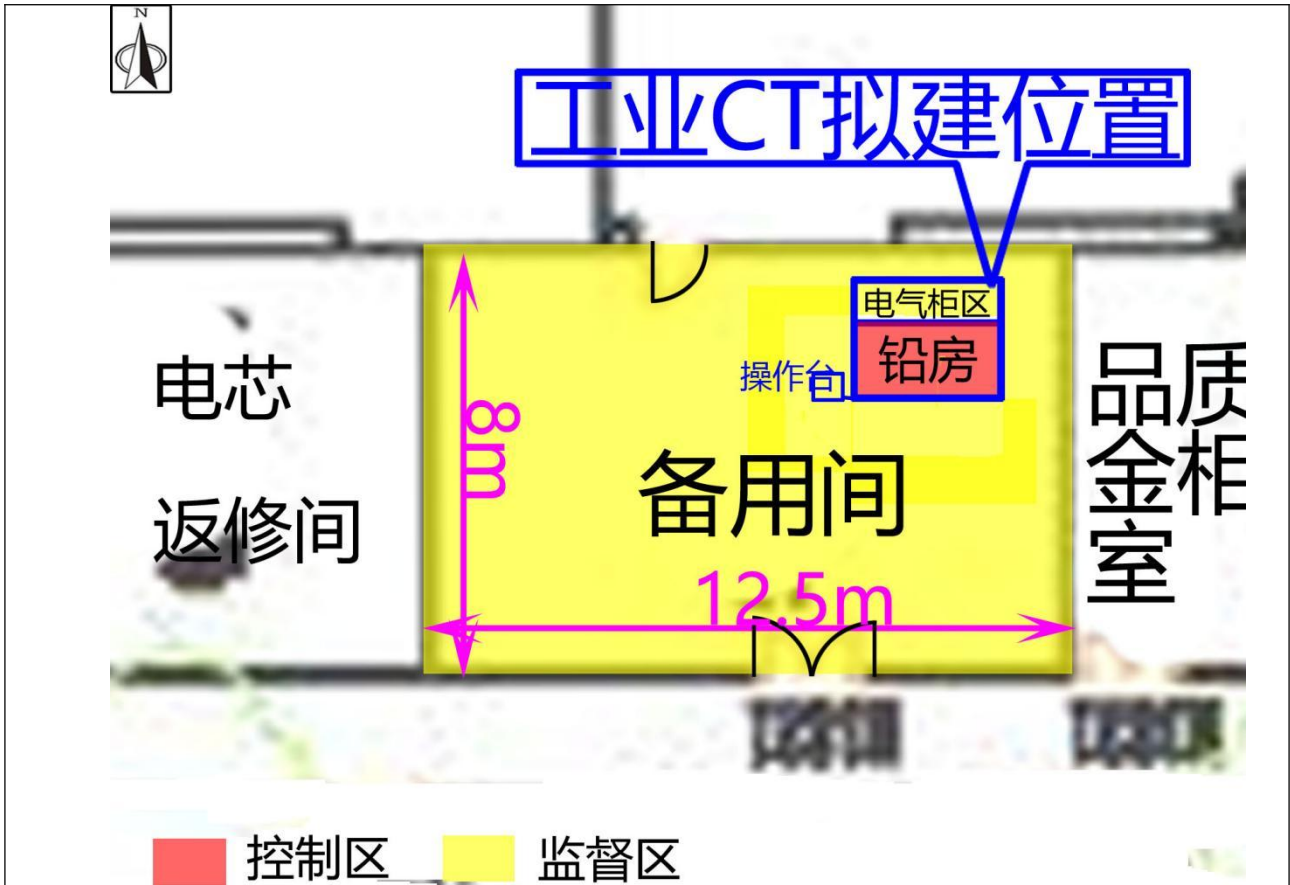 N
工业CT拟建位置
电气柜区
铅房
操作台
电芯
返修间
8m
备用间
12.5m
品质
金相
室
控制区
监督区